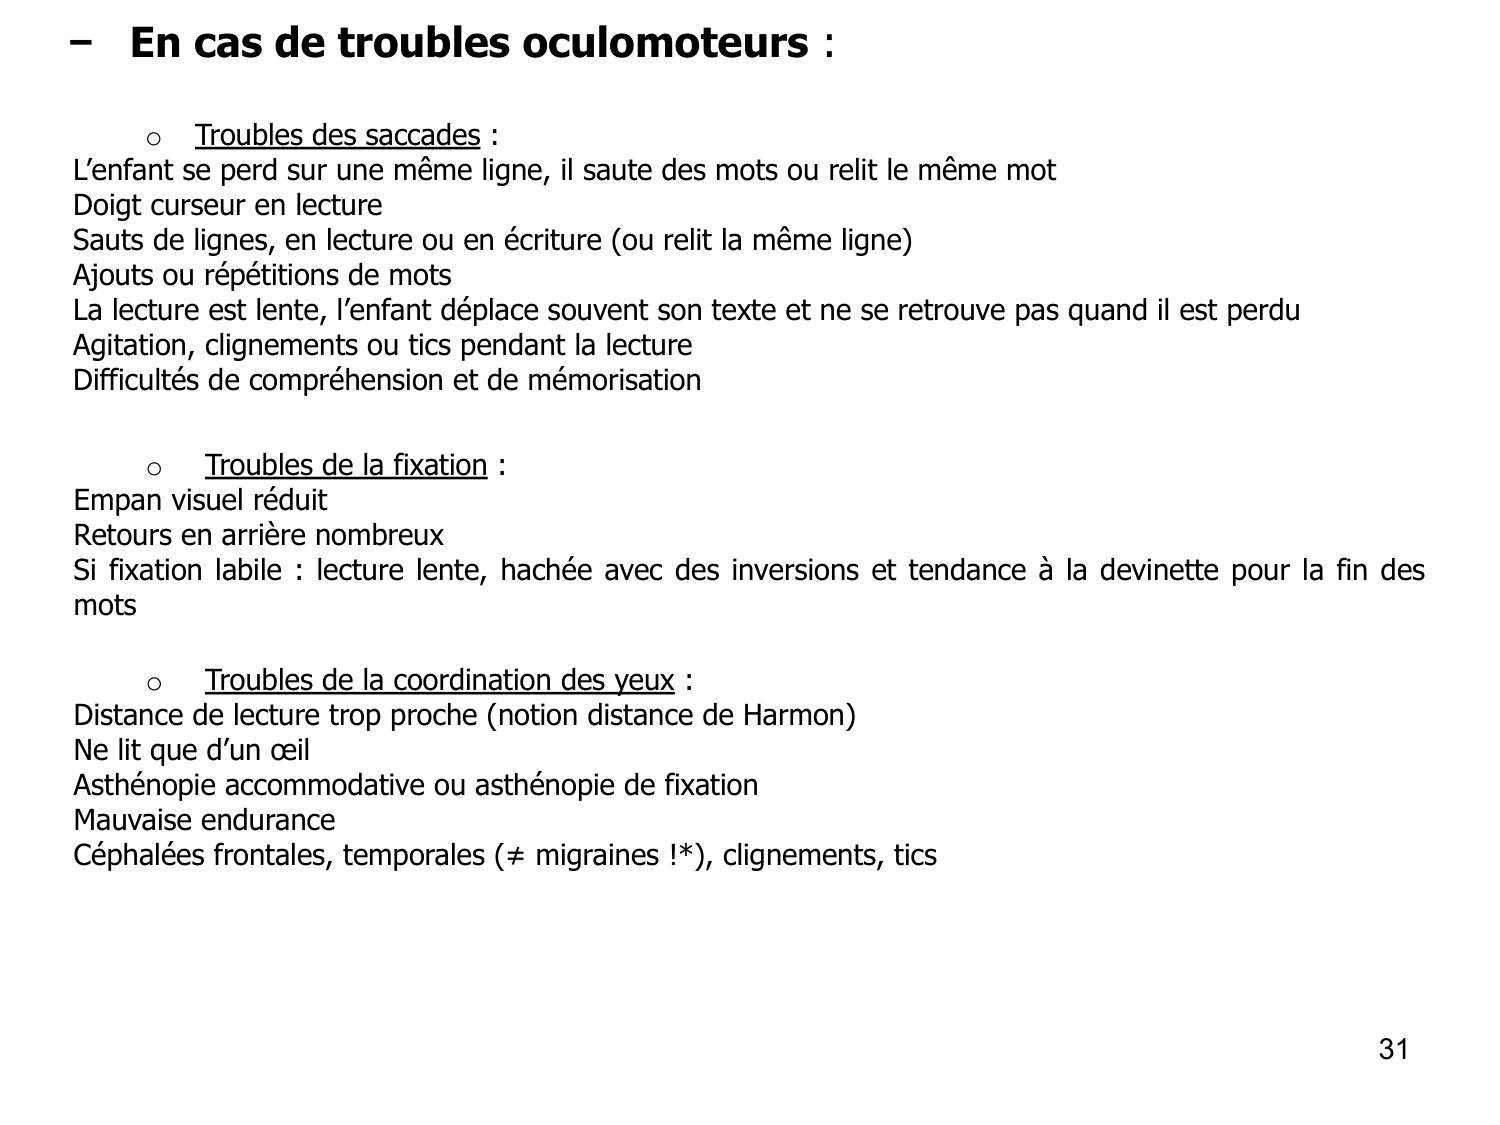 – En cas de troubles oculomoteurs :
o Troubles des saccades :
L’enfant se perd sur une même ligne, il saute des mots ou relit le même mot
Doigt curseur en lecture
Sauts de lignes, en lecture ou en écriture (ou relit la même ligne)
Ajouts ou répétitions de mots
La lecture est lente, l’enfant déplace souvent son texte et ne se retrouve pas quand il est perdu
Agitation, clignements ou tics pendant la lecture
Difficultés de compréhension et de mémorisation
o Troubles de la fixation :
Empan visuel réduit
Retours en arrière nombreux
Si fixation labile : lecture lente, hachée avec des inversions et tendance à la devinette pour la fin des
mots
o Troubles de la coordination des yeux :
Distance de lecture trop proche (notion distance de Harmon)
Ne lit que d’un œil
Asthénopie accommodative ou asthénopie de fixation
Mauvaise endurance
Céphalées frontales, temporales (≠ migraines !*), clignements, tics
31